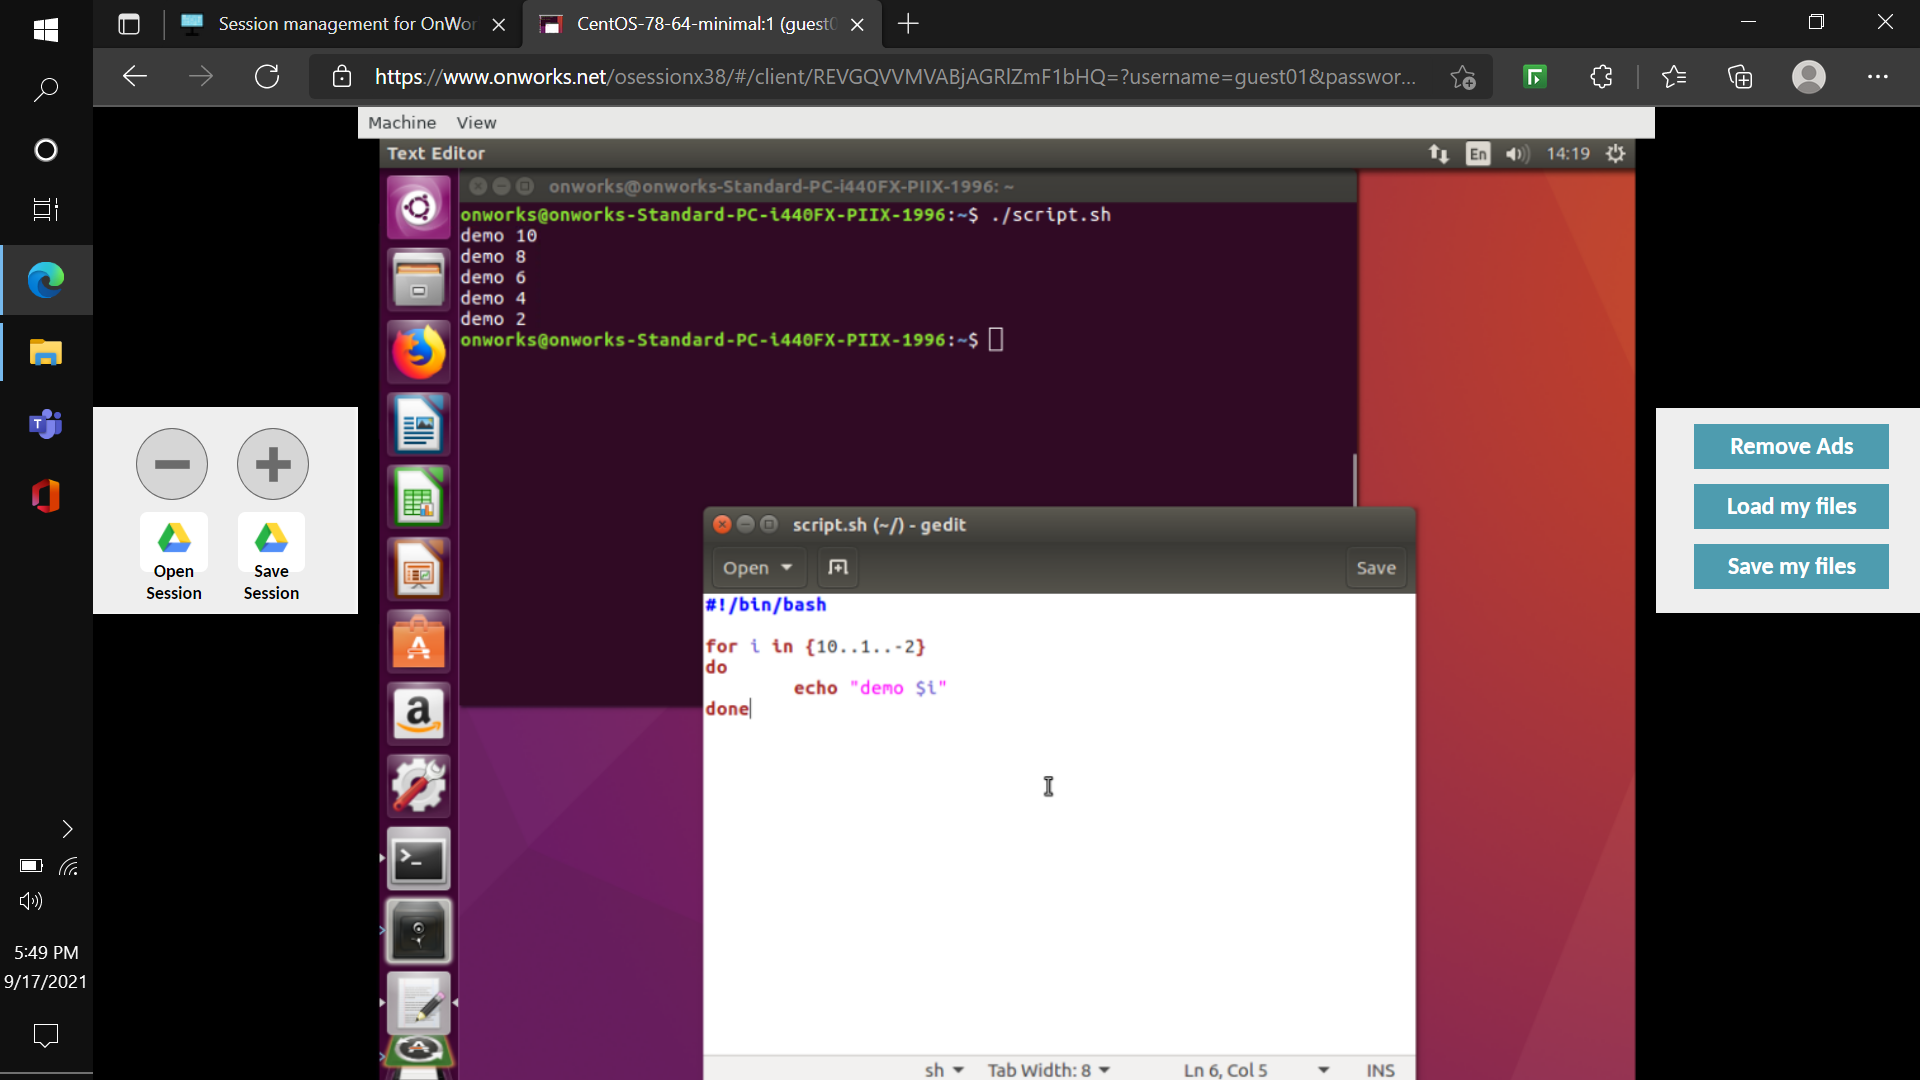 Session management for OnWor
CentOS-78-64-minimal:1 (guest0
https://www.onworks.net/osessionx38/#/client/REVGQVVMVABjAGRlZmF1bHQ=?username=guest01&passwor...
Machine View
Text Editor
En
14:19
onworks@onworks-Standard-PC-i440FX-PIIX-1996: ~
onworks@onworks-Standard-PC-i440FX-PIIX-1996:~$ ./script.sh
demo 10
demo 8
demo 6
demo 4
demo 2
onworks@onworks-Standard-PC-i440FX-PIIX-1996:~$
Open
Session
Save
Session
Remove Ads
Load my files
Save my files
script.sh (~/) - gedit
Open
Save
#!/bin/bash
for i in {10..1..-2}
do
echo "demo $i"
done
sh
Tab Width: 8
Ln 6, Col 5
INS
5:49 PM
9/17/2021